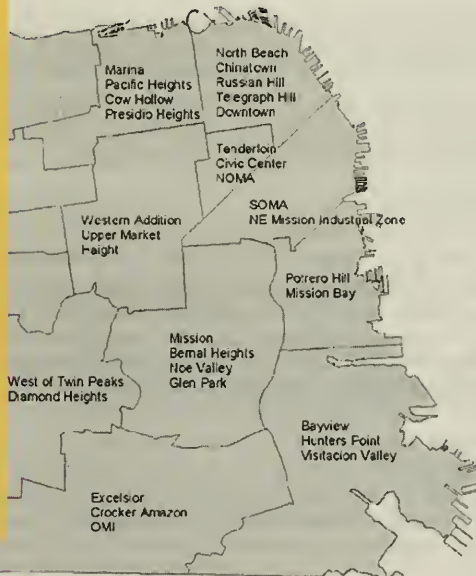 Marina
Pacific Heights
Cow Hollow
Presidio Heights
North Beach
Chinatown
Russian Hill
Telegraph Hill
Downtown
Tenderloin
Civic Center
NOMA
SOMA
NE Mission Industrial Zone
Western Addition
Upper Market
Haight
Potrero Hill
Mission Bay
Mission
Bernal Heights
Noe Valley
Glen Park
West of Twin Peaks
Diamond Heights
Bayview
Hunters Point
Visitacion Valley
Excelsior
Crocker Amazon
OMI